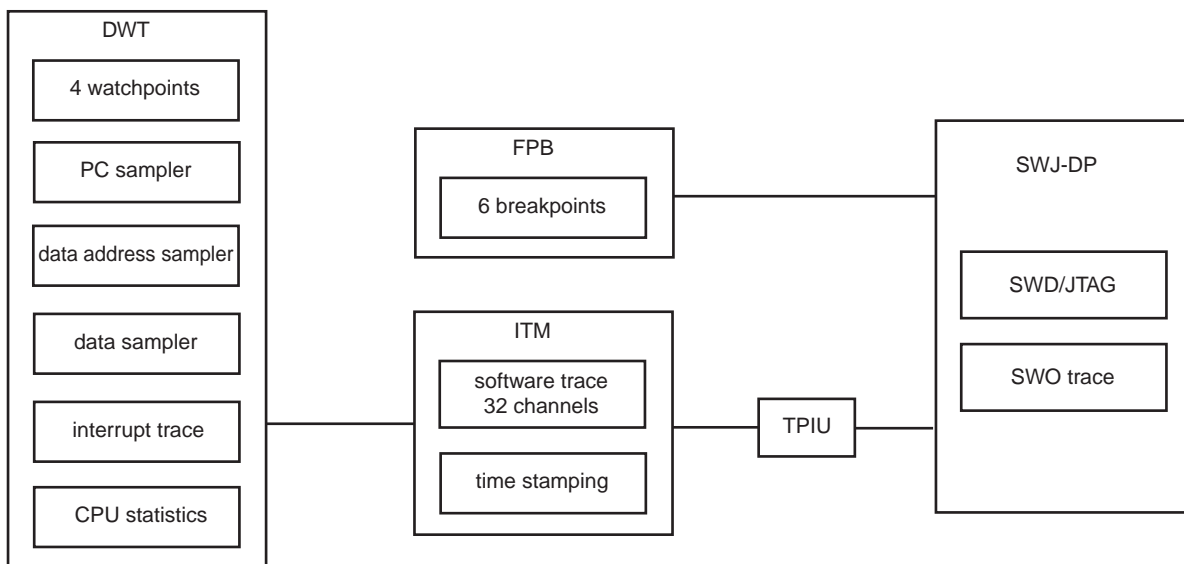 DWT
4 watchpoints
PC sampler
data address sampler
data sampler
interrupt trace
CPU statistics
FPB
6 breakpoints
ITM
software trace
32 channels
time stamping
TPIU
SWJ-DP
SWD/JTAG
SWO trace